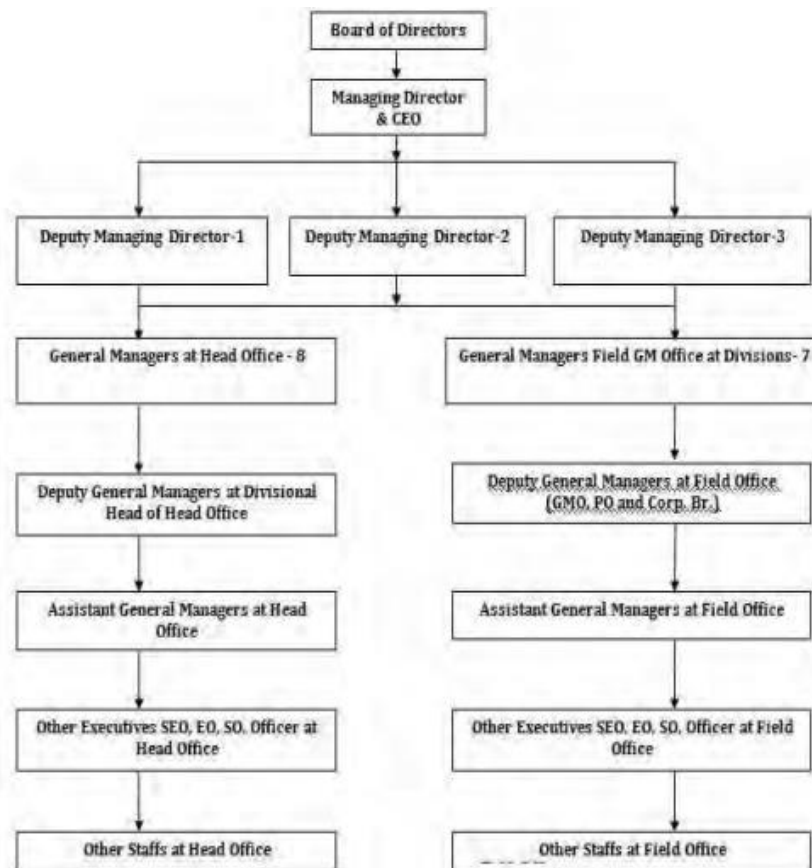 Board of Directors
Managing Director
& CEO
Deputy Managing Director-1
Deputy Managing Director-2
Deputy Managing Director-3
General Managers at Head Office - 8
General Managers Field GM Office at Divisions- 7
Deputy General Managers at Divisional
Head of Head Office
Deputy General Managers at Field Office
(GMO, PO and Corp. Br.)
Assistant General Managers at Head
Office
Assistant General Managers at Field Office
Other Executives SEO, EO, SO, Officer at
Head Office
Other Executives SEO, EO, SO, Officer at Field
Office
Other Staffs at Head Office
Other Staffs at Field Office